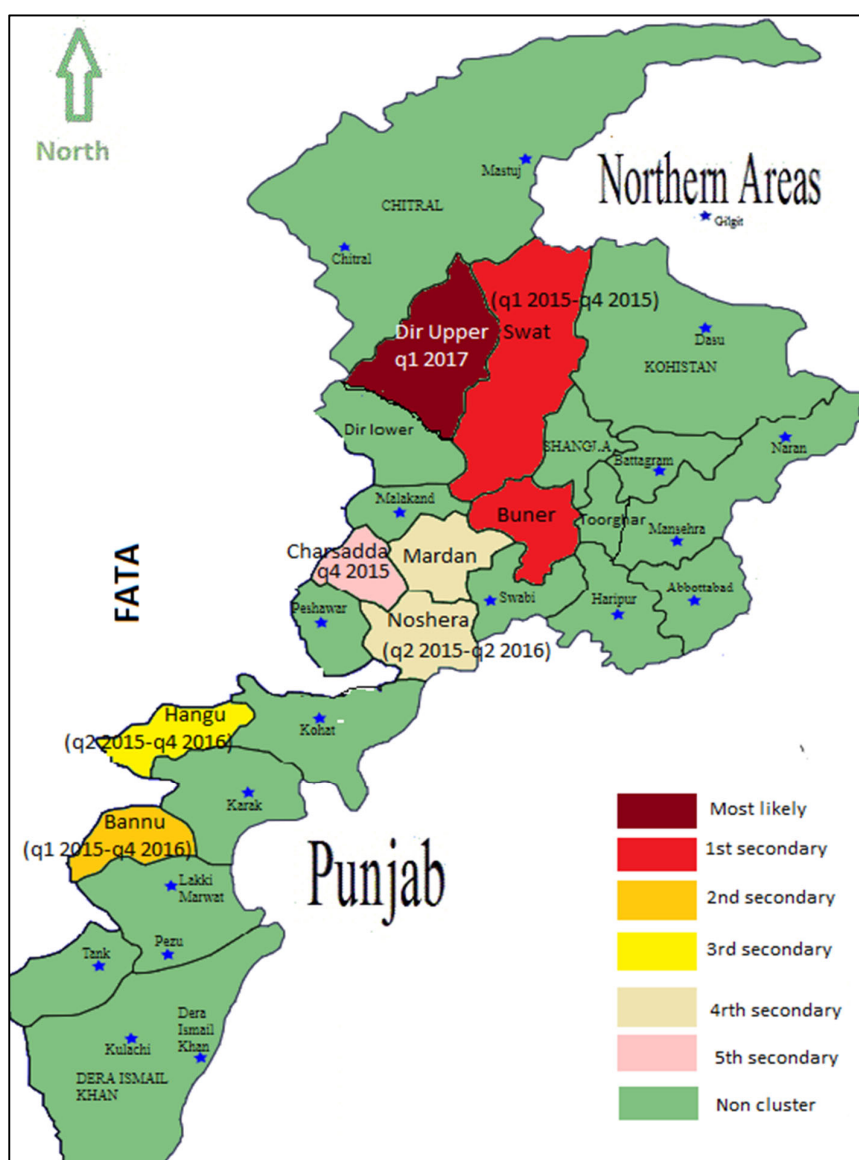 North
Mastuj
Northern Areas
CHITRAL
Gilgit
Chitral
(q1 2015-q4 2015)
Dir Upper
q1 2017
Swat
Dasu
KOHISTAN
Dir lower
SHANGLA
Naran
Battagram
Malakand
Buner
Toorghar
Mansehra
Charsadda
q4 2015
Mardan
FATA
Peshawar
Swabi
Haripur
Abbottabad
Noshera
(q2 2015-q2 2016)
Hangu
(q2 2015-q4 2016)
Kohat
Karak
Bannu
(q1 2015-q4 2016)
Punjab
Lakki
Marwat
Pezu
Tank
Dera
Ismail
Khan
Kulachi
DERA ISMAIL
KHAN
Most likely
1st secondary
2nd secondary
3rd secondary
4rth secondary
5th secondary
Non cluster